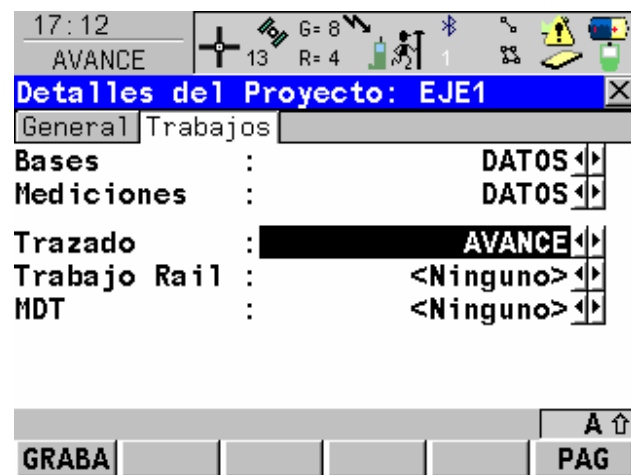 17:12
AVANCE
13
G= 8
R= 4
1
Detalles del Proyecto: EJE1
General Trabajos
Bases : DATOS
Mediciones : DATOS
Trazado : AVANCE
Trabajo Rail : <Ninguno>
MDT : <Ninguno>
A
GRABA PAG